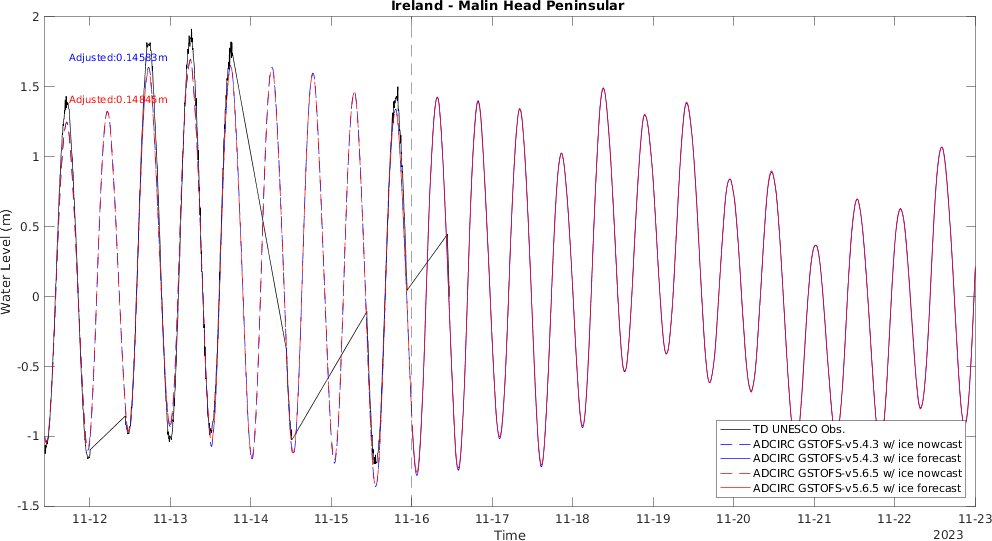 Ireland - Malin Head Peninsular
Adjusted:0.14583m
Adjusted:0.14845m
Water Level (m)
2
1.5
1
0.5
0
-0.5
-1
-1.5
TD UNESCO Obs.
ADCIRC GSTOFS-v5.4.3 w/ ice nowcast
ADCIRC GSTOFS-v5.4.3 w/ ice forecast
ADCIRC GSTOFS-v5.6.5 w/ ice nowcast
ADCIRC GSTOFS-v5.6.5 w/ ice forecast
11-12 11-13 11-14 11-15 11-16 11-17 11-18 11-19 11-20 11-21 11-22 11-23
Time
2023